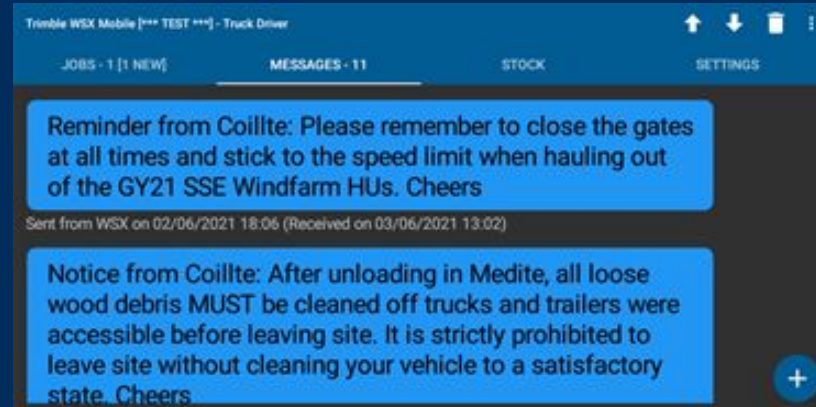 Trimble WSX Mobile [*** TEST ***] - Truck Driver
JOBS - 1 [1 NEW]
MESSAGES - 11
STOCK
SETTINGS
Reminder from Coillte: Please remember to close the gates
at all times and stick to the speed limit when hauling out
of the GY21 SSE Windfarm HUs. Cheers
Sent from WSX on 02/06/2021 18:06 (Received on 03/06/2021 13:02)
Notice from Coillte: After unloading in Medite, all loose
wood debris MUST be cleaned off trucks and trailers were
accessible before leaving site. It is strictly prohibited to
leave site without cleaning your vehicle to a satisfactory
state. Cheers